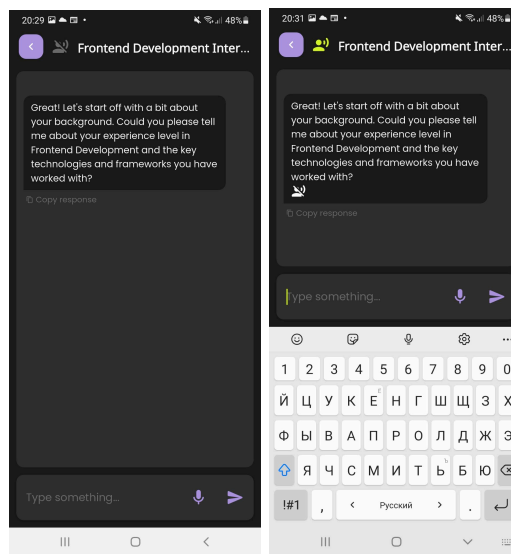 20:29
48%
Frontend Development Inter...
Great! Let's start off with a bit about
your background. Could you please tell
me about your experience level in
Frontend Development and the key
technologies and frameworks you have
worked with?
Copy response
Type something...
20:31
48%
Frontend Development Inter...
Great! Let's start off with a bit about
your background. Could you please tell
me about your experience level in
Frontend Development and the key
technologies and frameworks you have
worked with?
Copy response
Type something...
1 2 3 4 5 6 7 8 9 0
Й Ц У К Е Ё Н Г Ш Щ З Х
Ф Ы В А П Р О Л Д Ж Э
Я Ч С М И Т Ь Ъ Б Ю
!#1 , < Русский > .